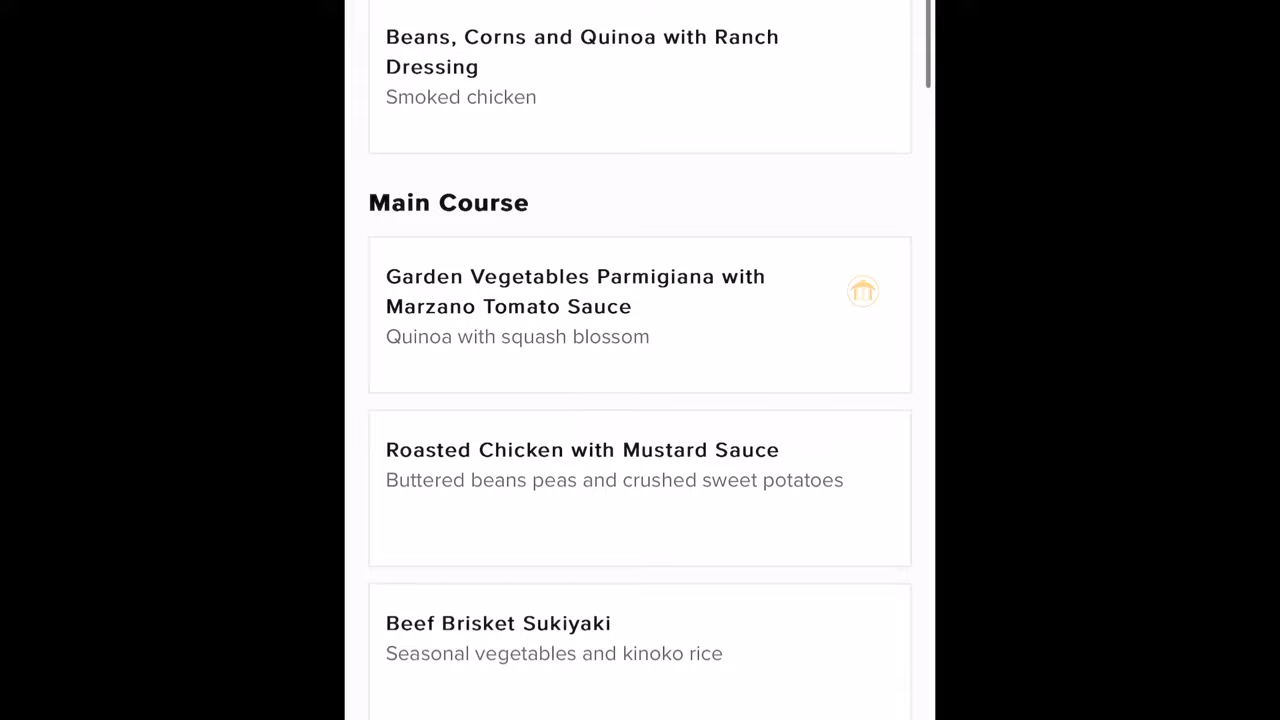 Beans, Corns and Quinoa with Ranch
Dressing
Smoked chicken
Main Course
Garden Vegetables Parmigiana with
Marzano Tomato Sauce
Quinoa with squash blossom
Roasted Chicken with Mustard Sauce
Buttered beans peas and crushed sweet potatoes
Beef Brisket Sukiyaki
Seasonal vegetables and kinoko rice